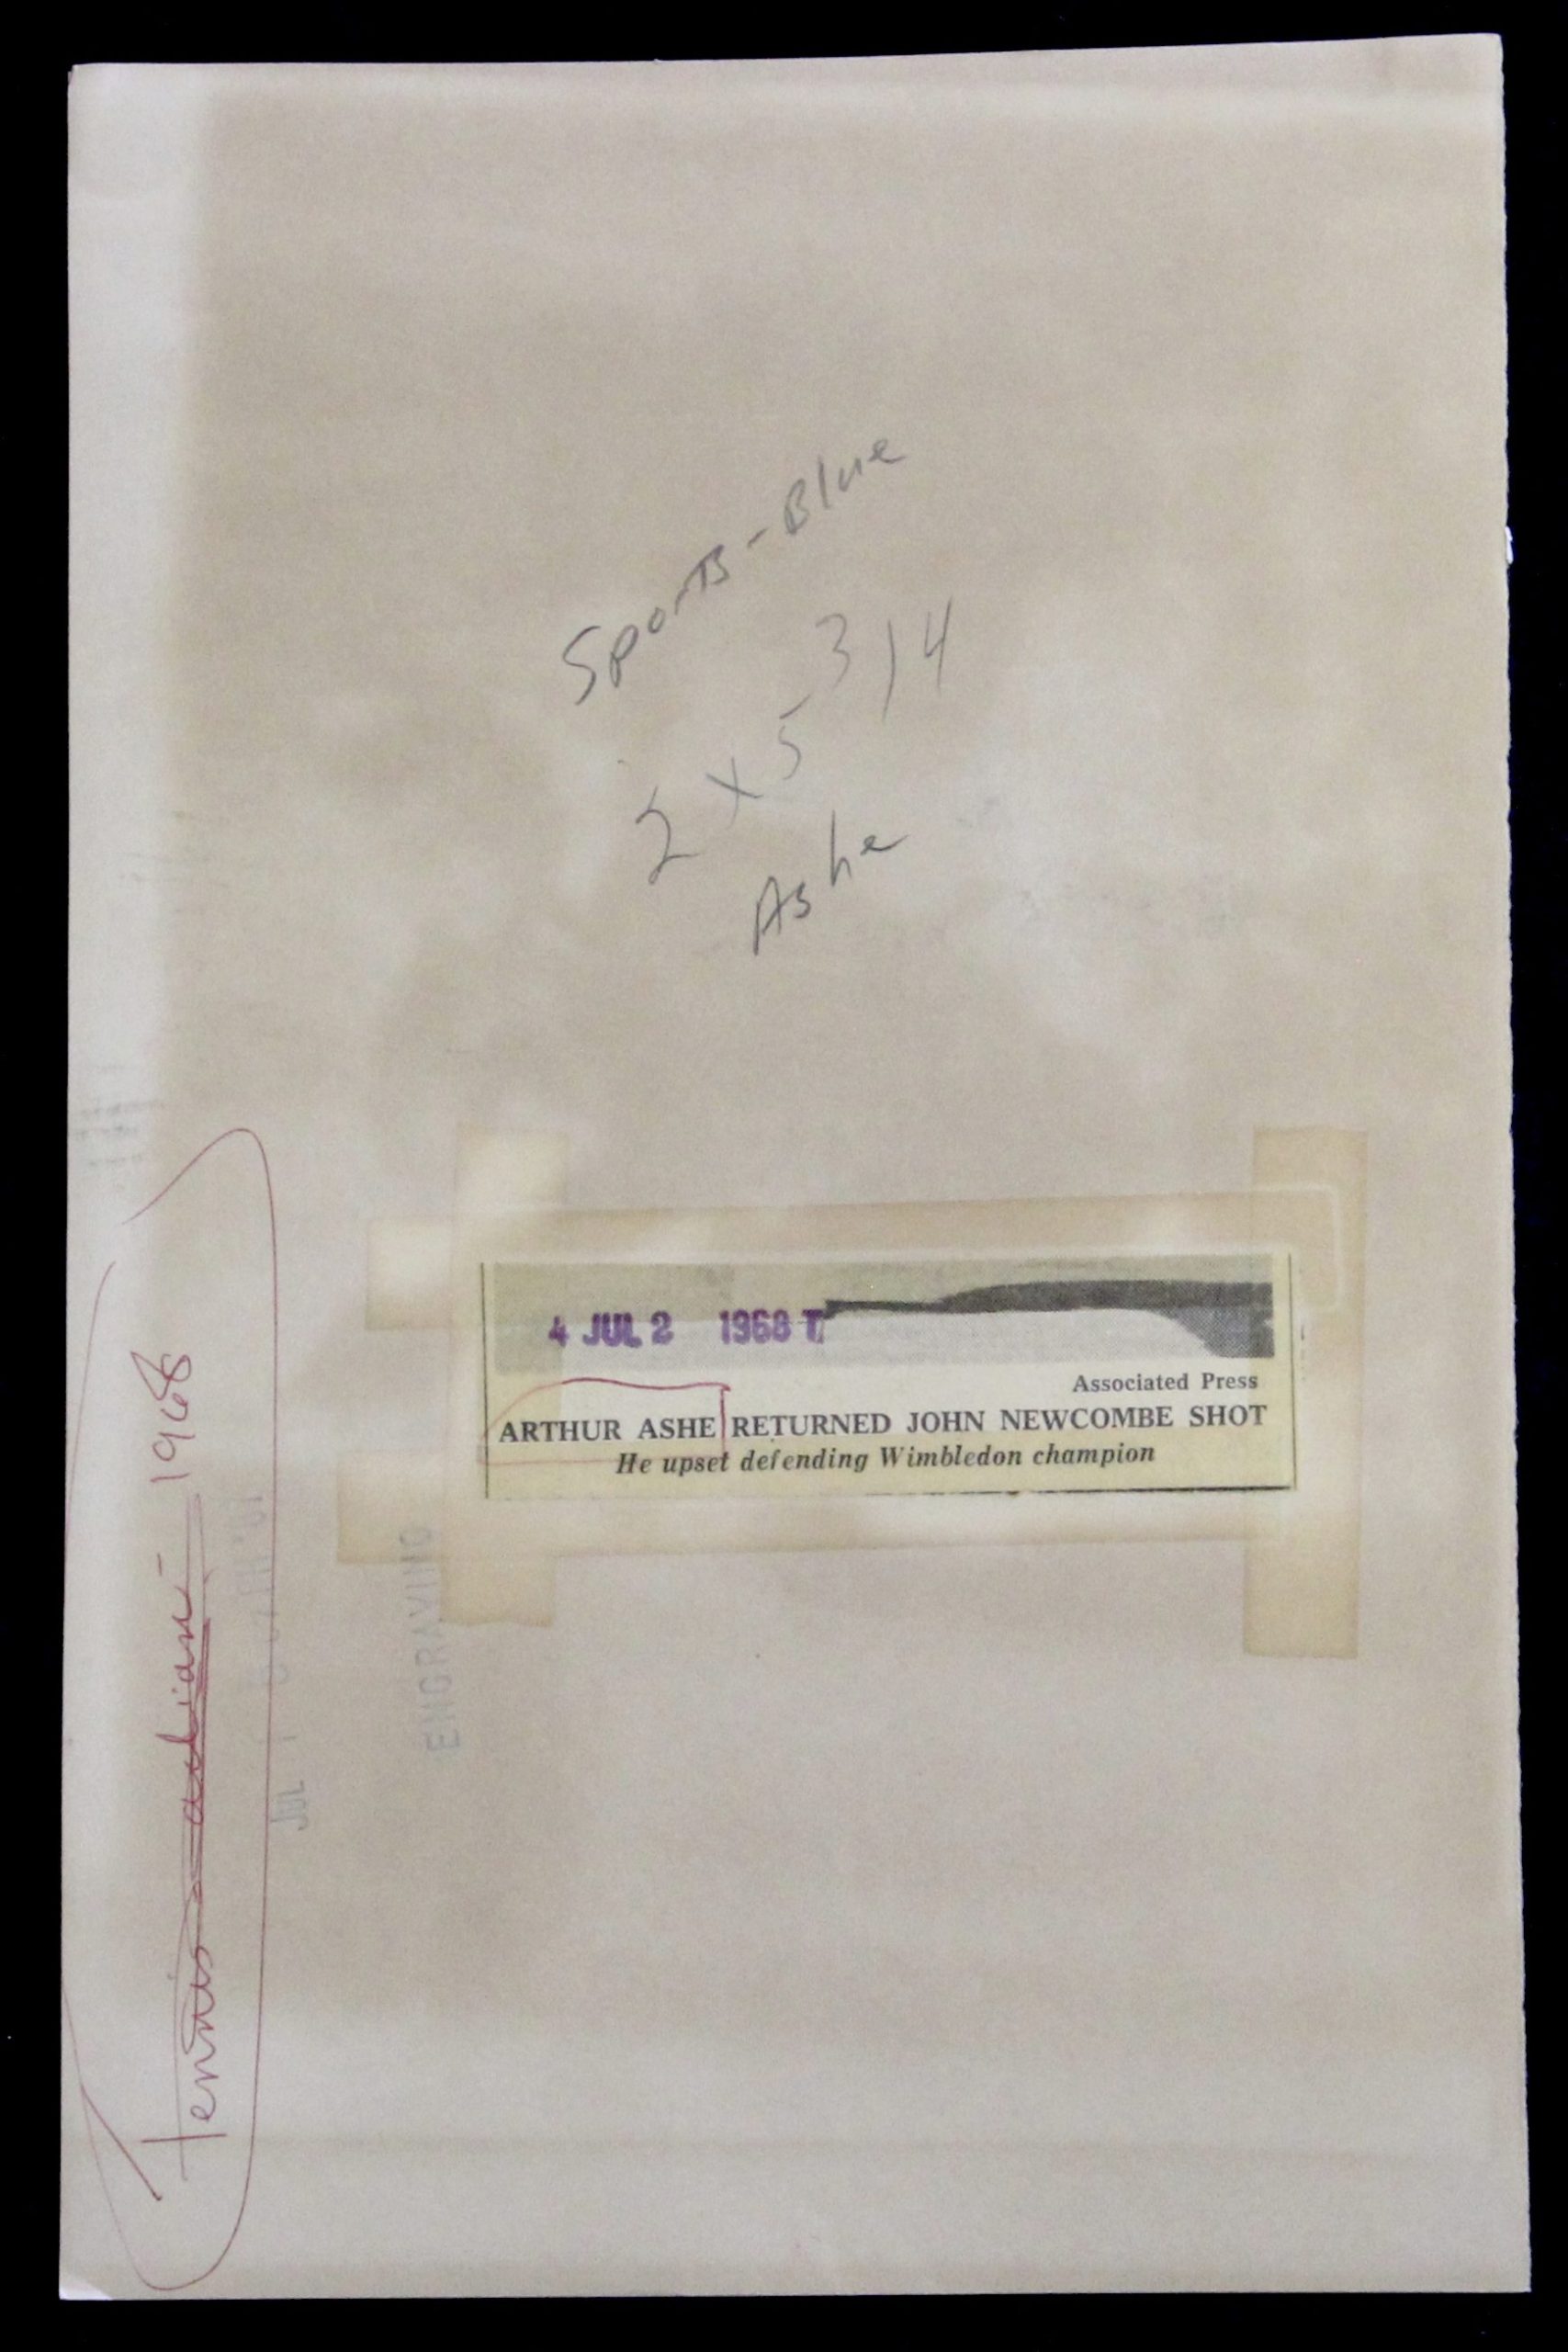 Sports-Blue
2 x 5 3/4
Ashe
4 JUL 2 1968 T
Associated Press
ARTHUR ASHE RETURNED JOHN NEWCOMBE SHOT
He upset defending Wimbledon champion
Tennis - 1968
ENGRAVING
JUL